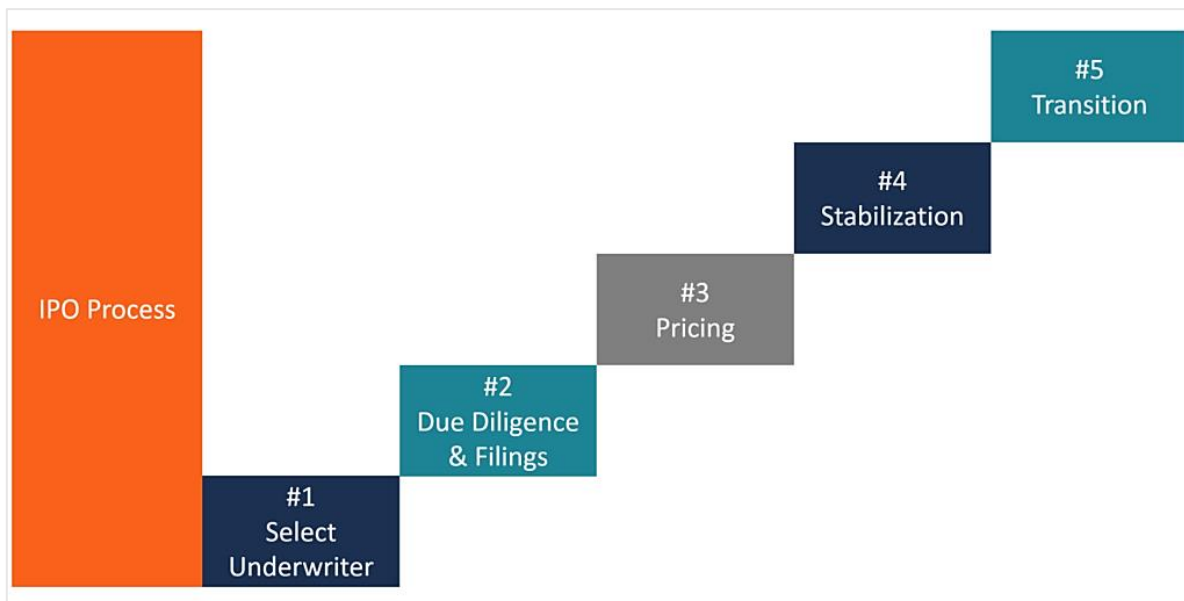 IPO Process
#1
Select
Underwriter
#2
Due Diligence
& Filings
#3
Pricing
#4
Stabilization
#5
Transition